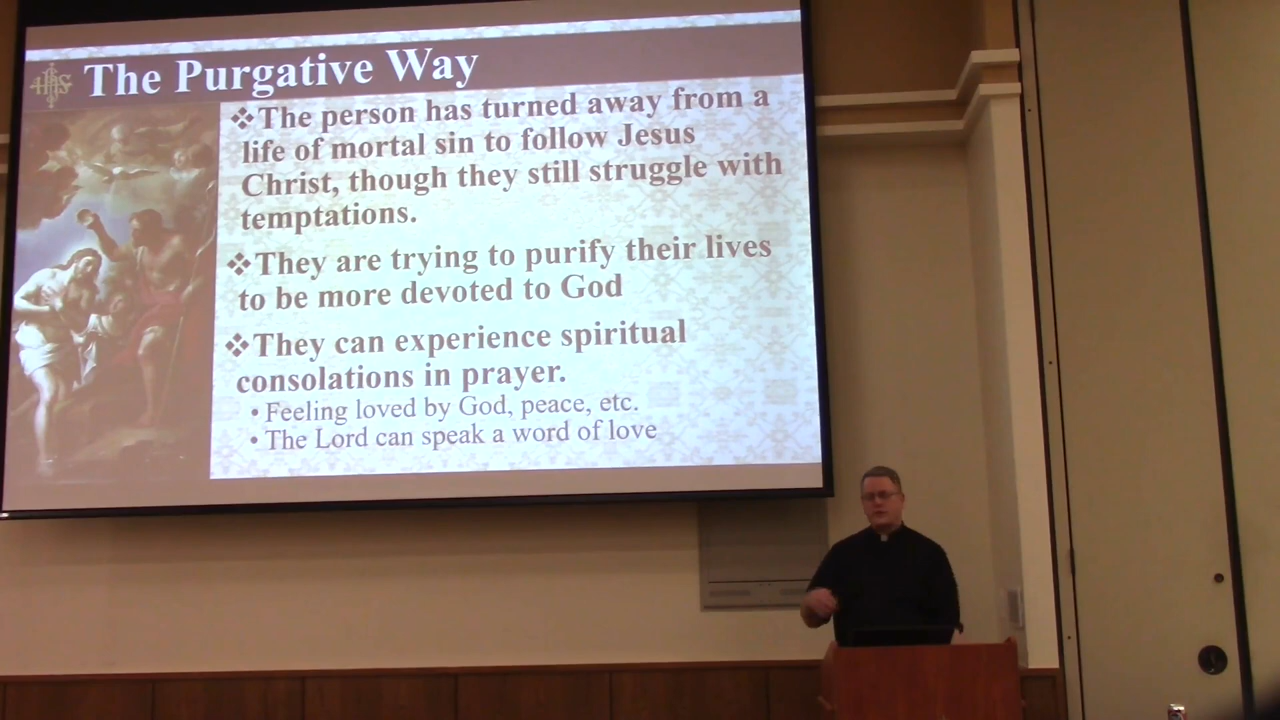 IHS
The Purgative Way
❖The person has turned away from a
life of mortal sin to follow Jesus
Christ, though they still struggle with
temptations.
❖They are trying to purify their lives
to be more devoted to God
❖They can experience spiritual
consolations in prayer.
• Feeling loved by God, peace, etc.
• The Lord can speak a word of love